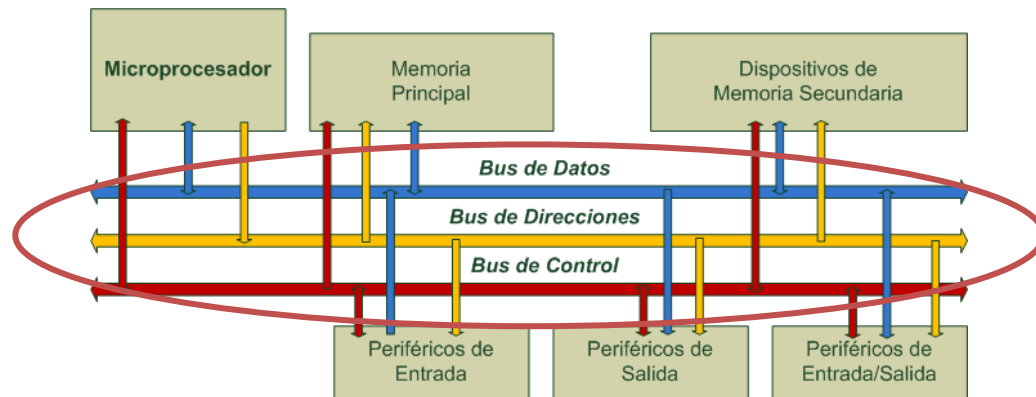 Microprocesador
Memoria
Principal
Dispositivos de
Memoria Secundaria
Bus de Datos
Bus de Direcciones
Bus de Control
Periféricos de
Entrada
Periféricos de
Salida
Periféricos de
Entrada/Salida